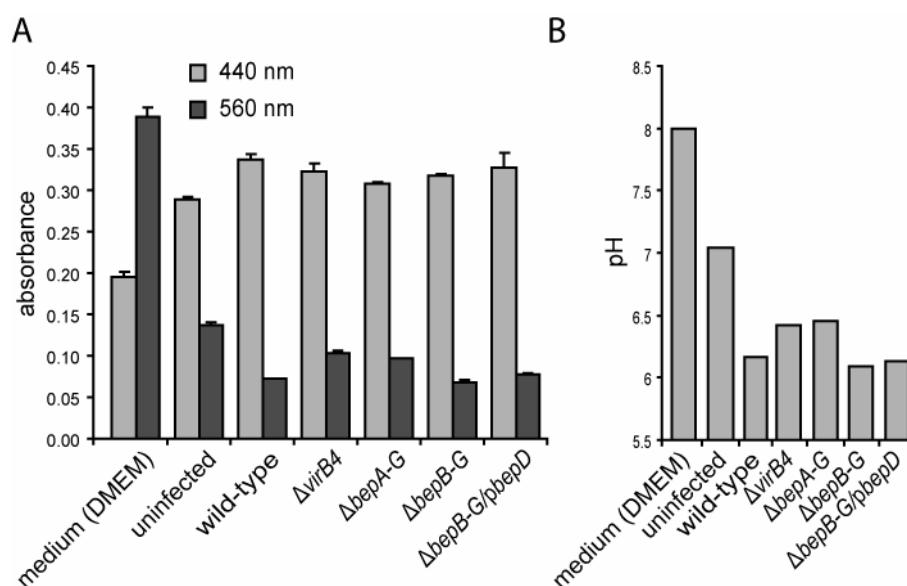 A
B
440 nm
560 nm
absorbance
0.45
0.40
0.35
0.30
0.25
0.20
0.15
0.10
0.05
0.00
medium (DMEM)
uninfected
wild-type
ΔvirB4
ΔbepA-G
ΔbepB-G
ΔbepB-G/pbepD
pH
8.5
8
7.5
7
6.5
6
5.5
medium (DMEM)
uninfected
wild-type
ΔvirB4
ΔbepA-G
ΔbepB-G
ΔbepB-G/pbepD